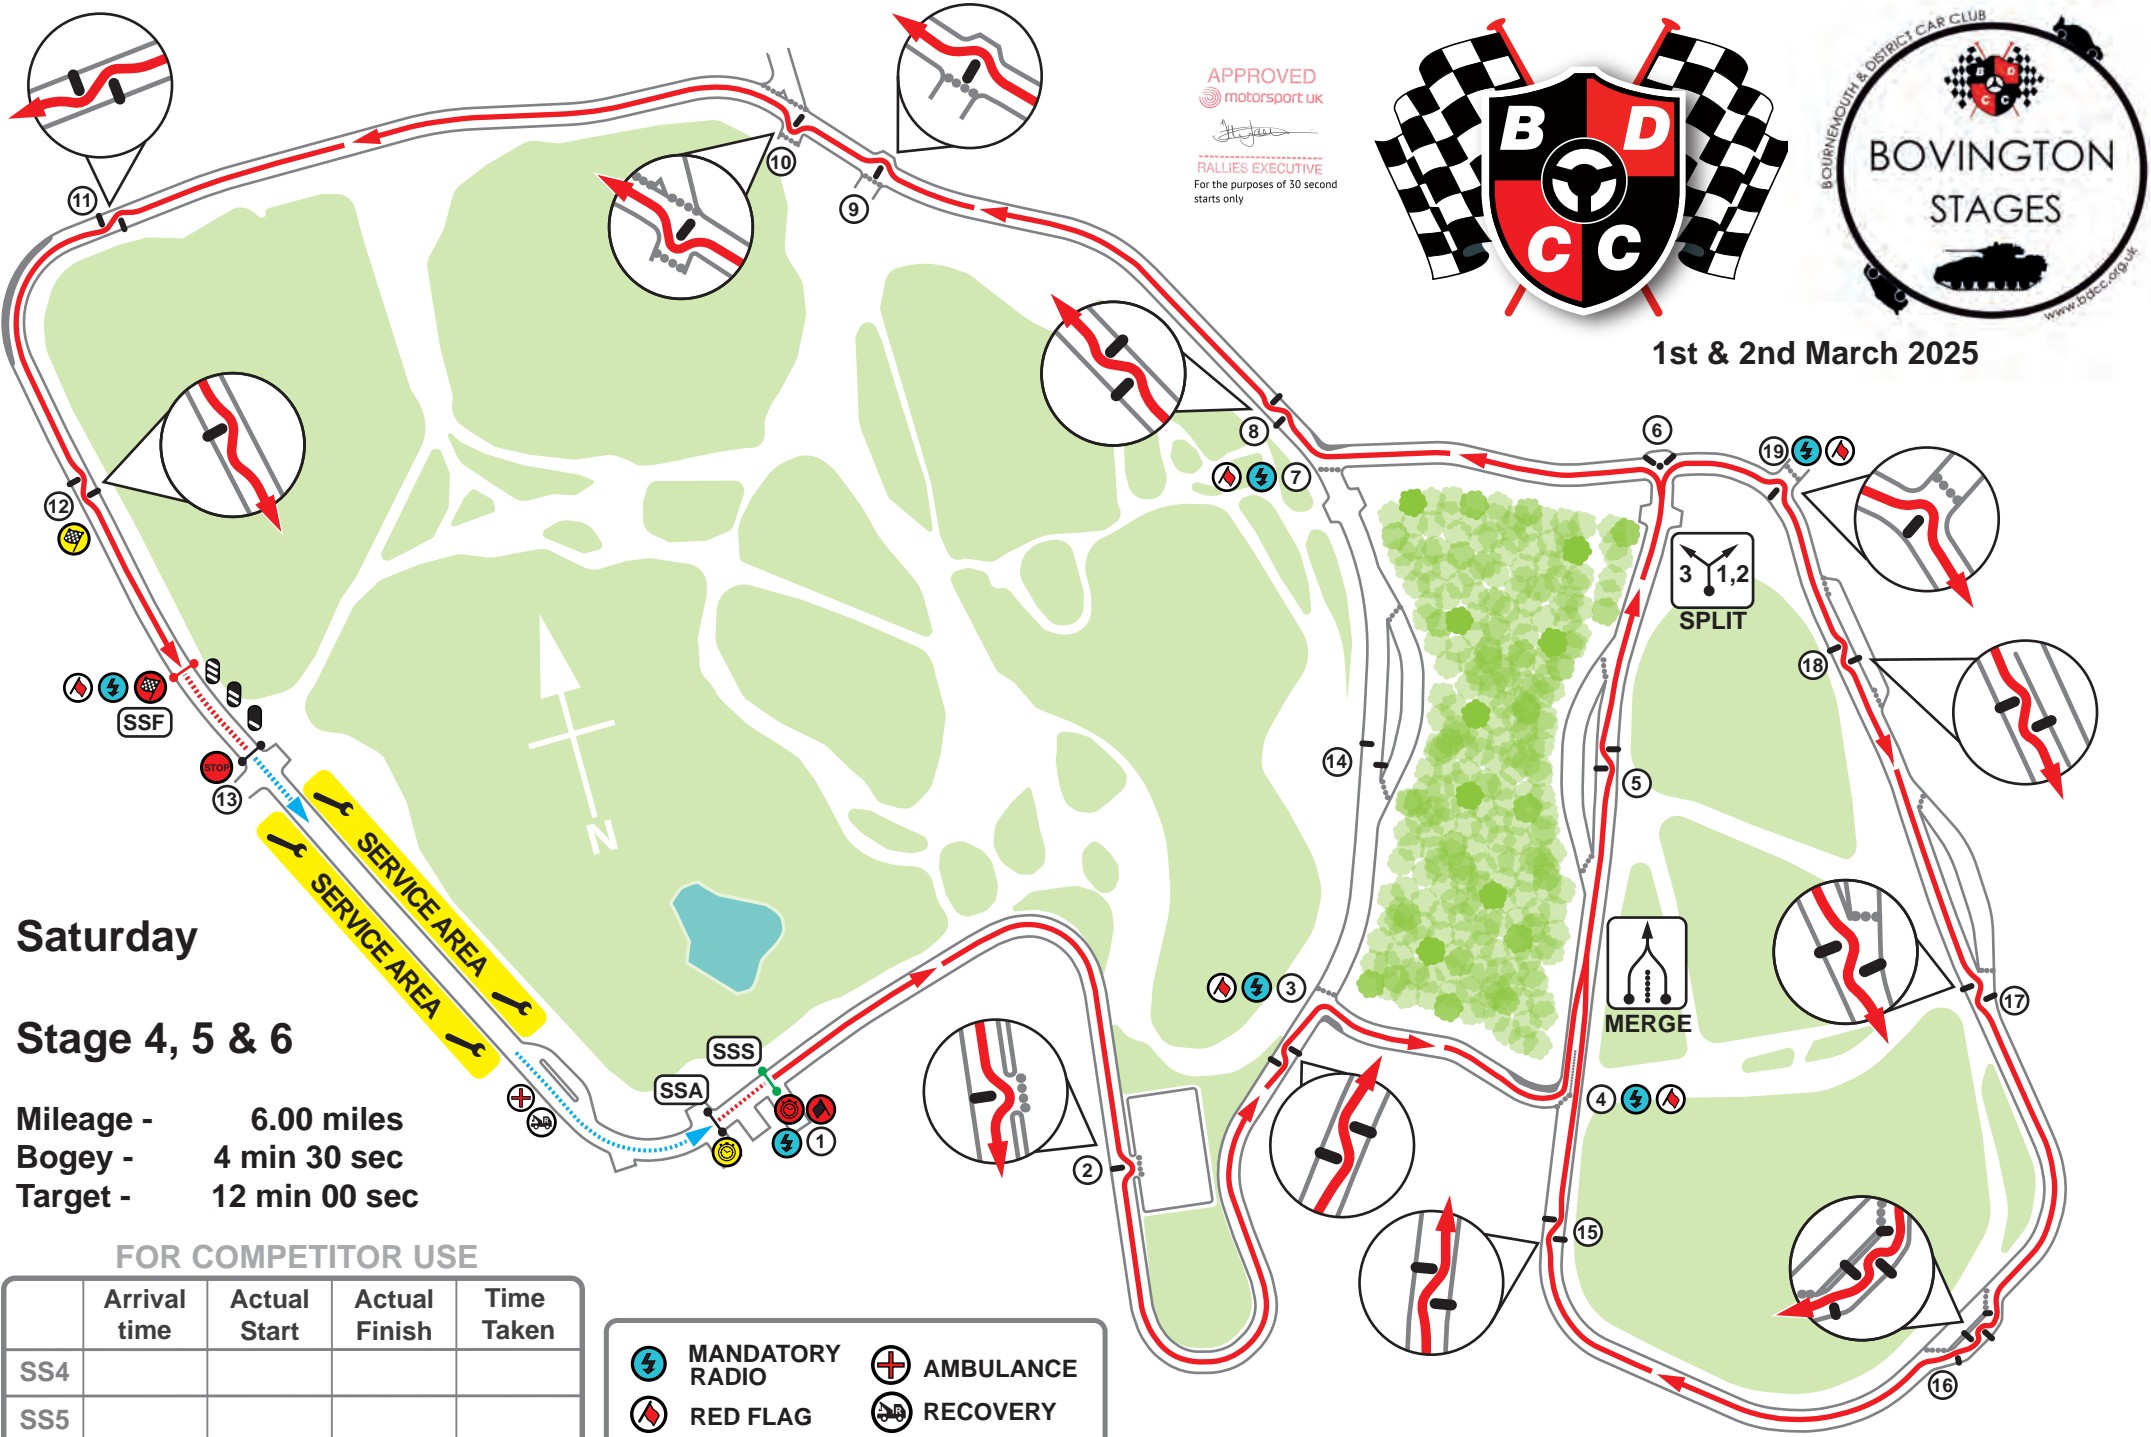 APPROVED
motorsport uk
RALLIES EXECUTIVE
For the purposes of 30 second
starts only
B D
C C
BOURNEMOUTH & DISTRICT CAR CLUB
B D
C C
BOVINGTON
STAGES
www.bdcc.org.uk
1st & 2nd March 2025
11
10
9
8
7
6
19
12
3 1,2
SPLIT
18
SSF
STOP
13
14
5
SERVICE AREA
SERVICE AREA
N
17
MERGE
3
4
SSS
SSA
1
2
15
16
Saturday
Stage 4, 5 & 6
Mileage - 6.00 miles
Bogey - 4 min 30 sec
Target - 12 min 00 sec
FOR COMPETITOR USE
Arrival time
Actual Start
Actual Finish
Time Taken
SS4
SS5
MANDATORY RADIO
AMBULANCE
RED FLAG
RECOVERY